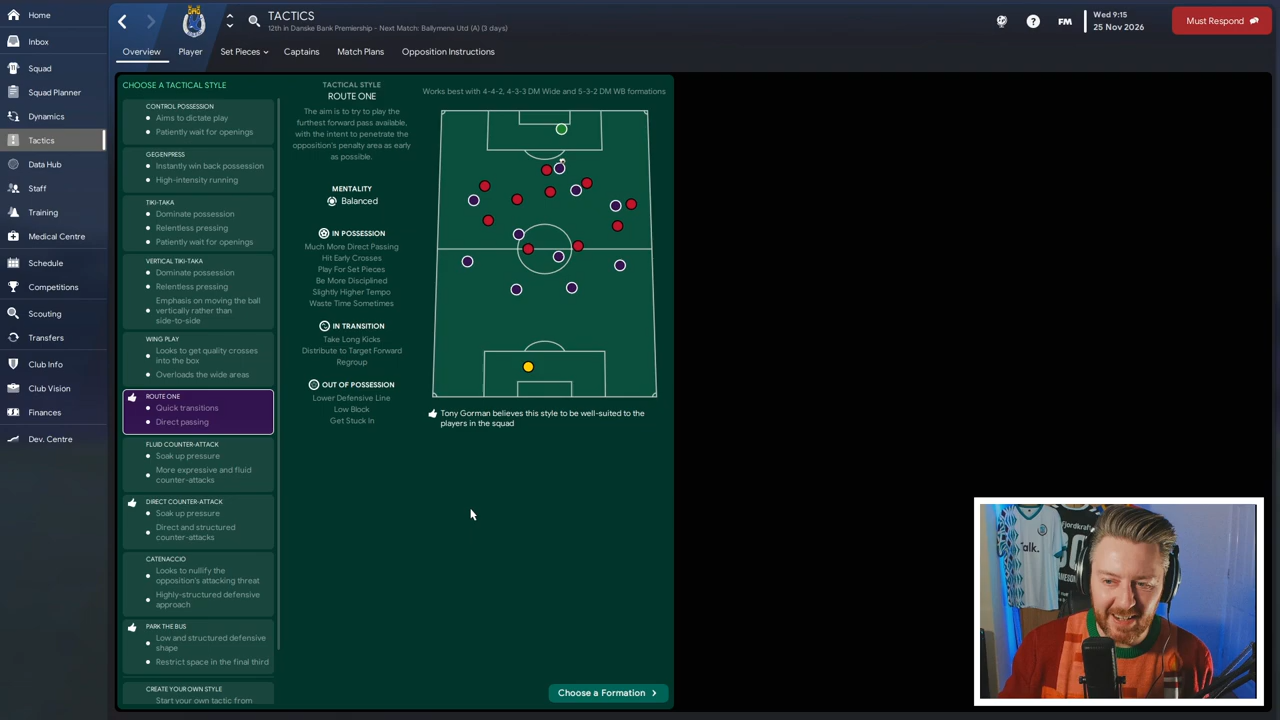 TACTICS
12th in Danske Bank Premiership - Next Match: Ballymena Utd (A) (3 days)
FM
Wed 9:15
25 Nov 2026
Must Respond
Overview
Player
Set Pieces
Captains
Match Plans
Opposition Instructions
Home
Inbox
Squad
Squad Planner
Dynamics
Tactics
Data Hub
Staff
Training
Medical Centre
Schedule
Competitions
Scouting
Transfers
Club Info
Club Vision
Finances
Dev. Centre
CHOOSE A TACTICAL STYLE
CONTROL POSSESSION
Aims to dictate play
Patiently wait for openings
GEGENPRESS
Instantly win back possession
High-intensity running
TIKI-TAKA
Dominate possession
Relentless pressing
Patiently wait for openings
VERTICAL TIKI-TAKA
Dominate possession
Relentless pressing
Emphasis on moving the ball
vertically rather than
side-to-side
WING PLAY
Looks to get quality crosses
into the box
Overloads the wide areas
ROUTE ONE
Quick transitions
Direct passing
FLUID COUNTER-ATTACK
Soak up pressure
More expressive and fluid
counter-attacks
DIRECT COUNTER-ATTACK
Soak up pressure
Direct and structured
counter-attacks
CATENACCIO
Looks to nullify the
opposition's attacking threat
Highly-structured defensive
approach
PARK THE BUS
Low and structured defensive
shape
Restrict space in the final third
CREATE YOUR OWN STYLE
Start your own tactic from
TACTICAL STYLE
ROUTE ONE
The aim is to try to play the
furthest forward pass available,
with the intent to penetrate the
opposition's penalty area as early
as possible.
MENTALITY
Balanced
IN POSSESSION
Much More Direct Passing
Hit Early Crosses
Play For Set Pieces
Be More Disciplined
Slightly Higher Tempo
Waste Time Sometimes
IN TRANSITION
Take Long Kicks
Distribute to Target Forward
Regroup
OUT OF POSSESSION
Lower Defensive Line
Low Block
Get Stuck In
Works best with 4-4-2, 4-3-3 DM Wide and 5-3-2 DM WB formations
Tony Gorman believes this style to be well-suited to the
players in the squad
Choose a Formation
Talk.
Fjordkraft